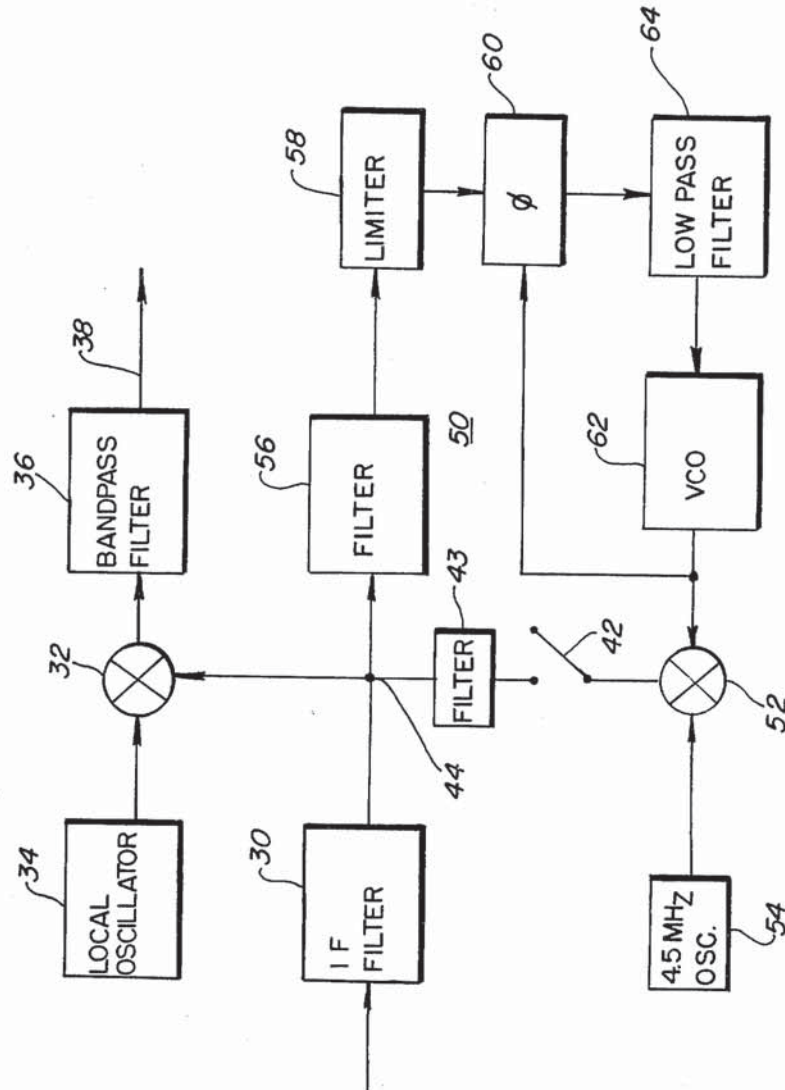 34
LOCAL
OSCILLATOR
32
36
BANDPASS
FILTER
38
30
IF
FILTER
44
56
FILTER
50
58
LIMITER
60
ϕ
64
LOW PASS
FILTER
62
VCO
43
FILTER
42
52
4.5 MHz
OSC.
54